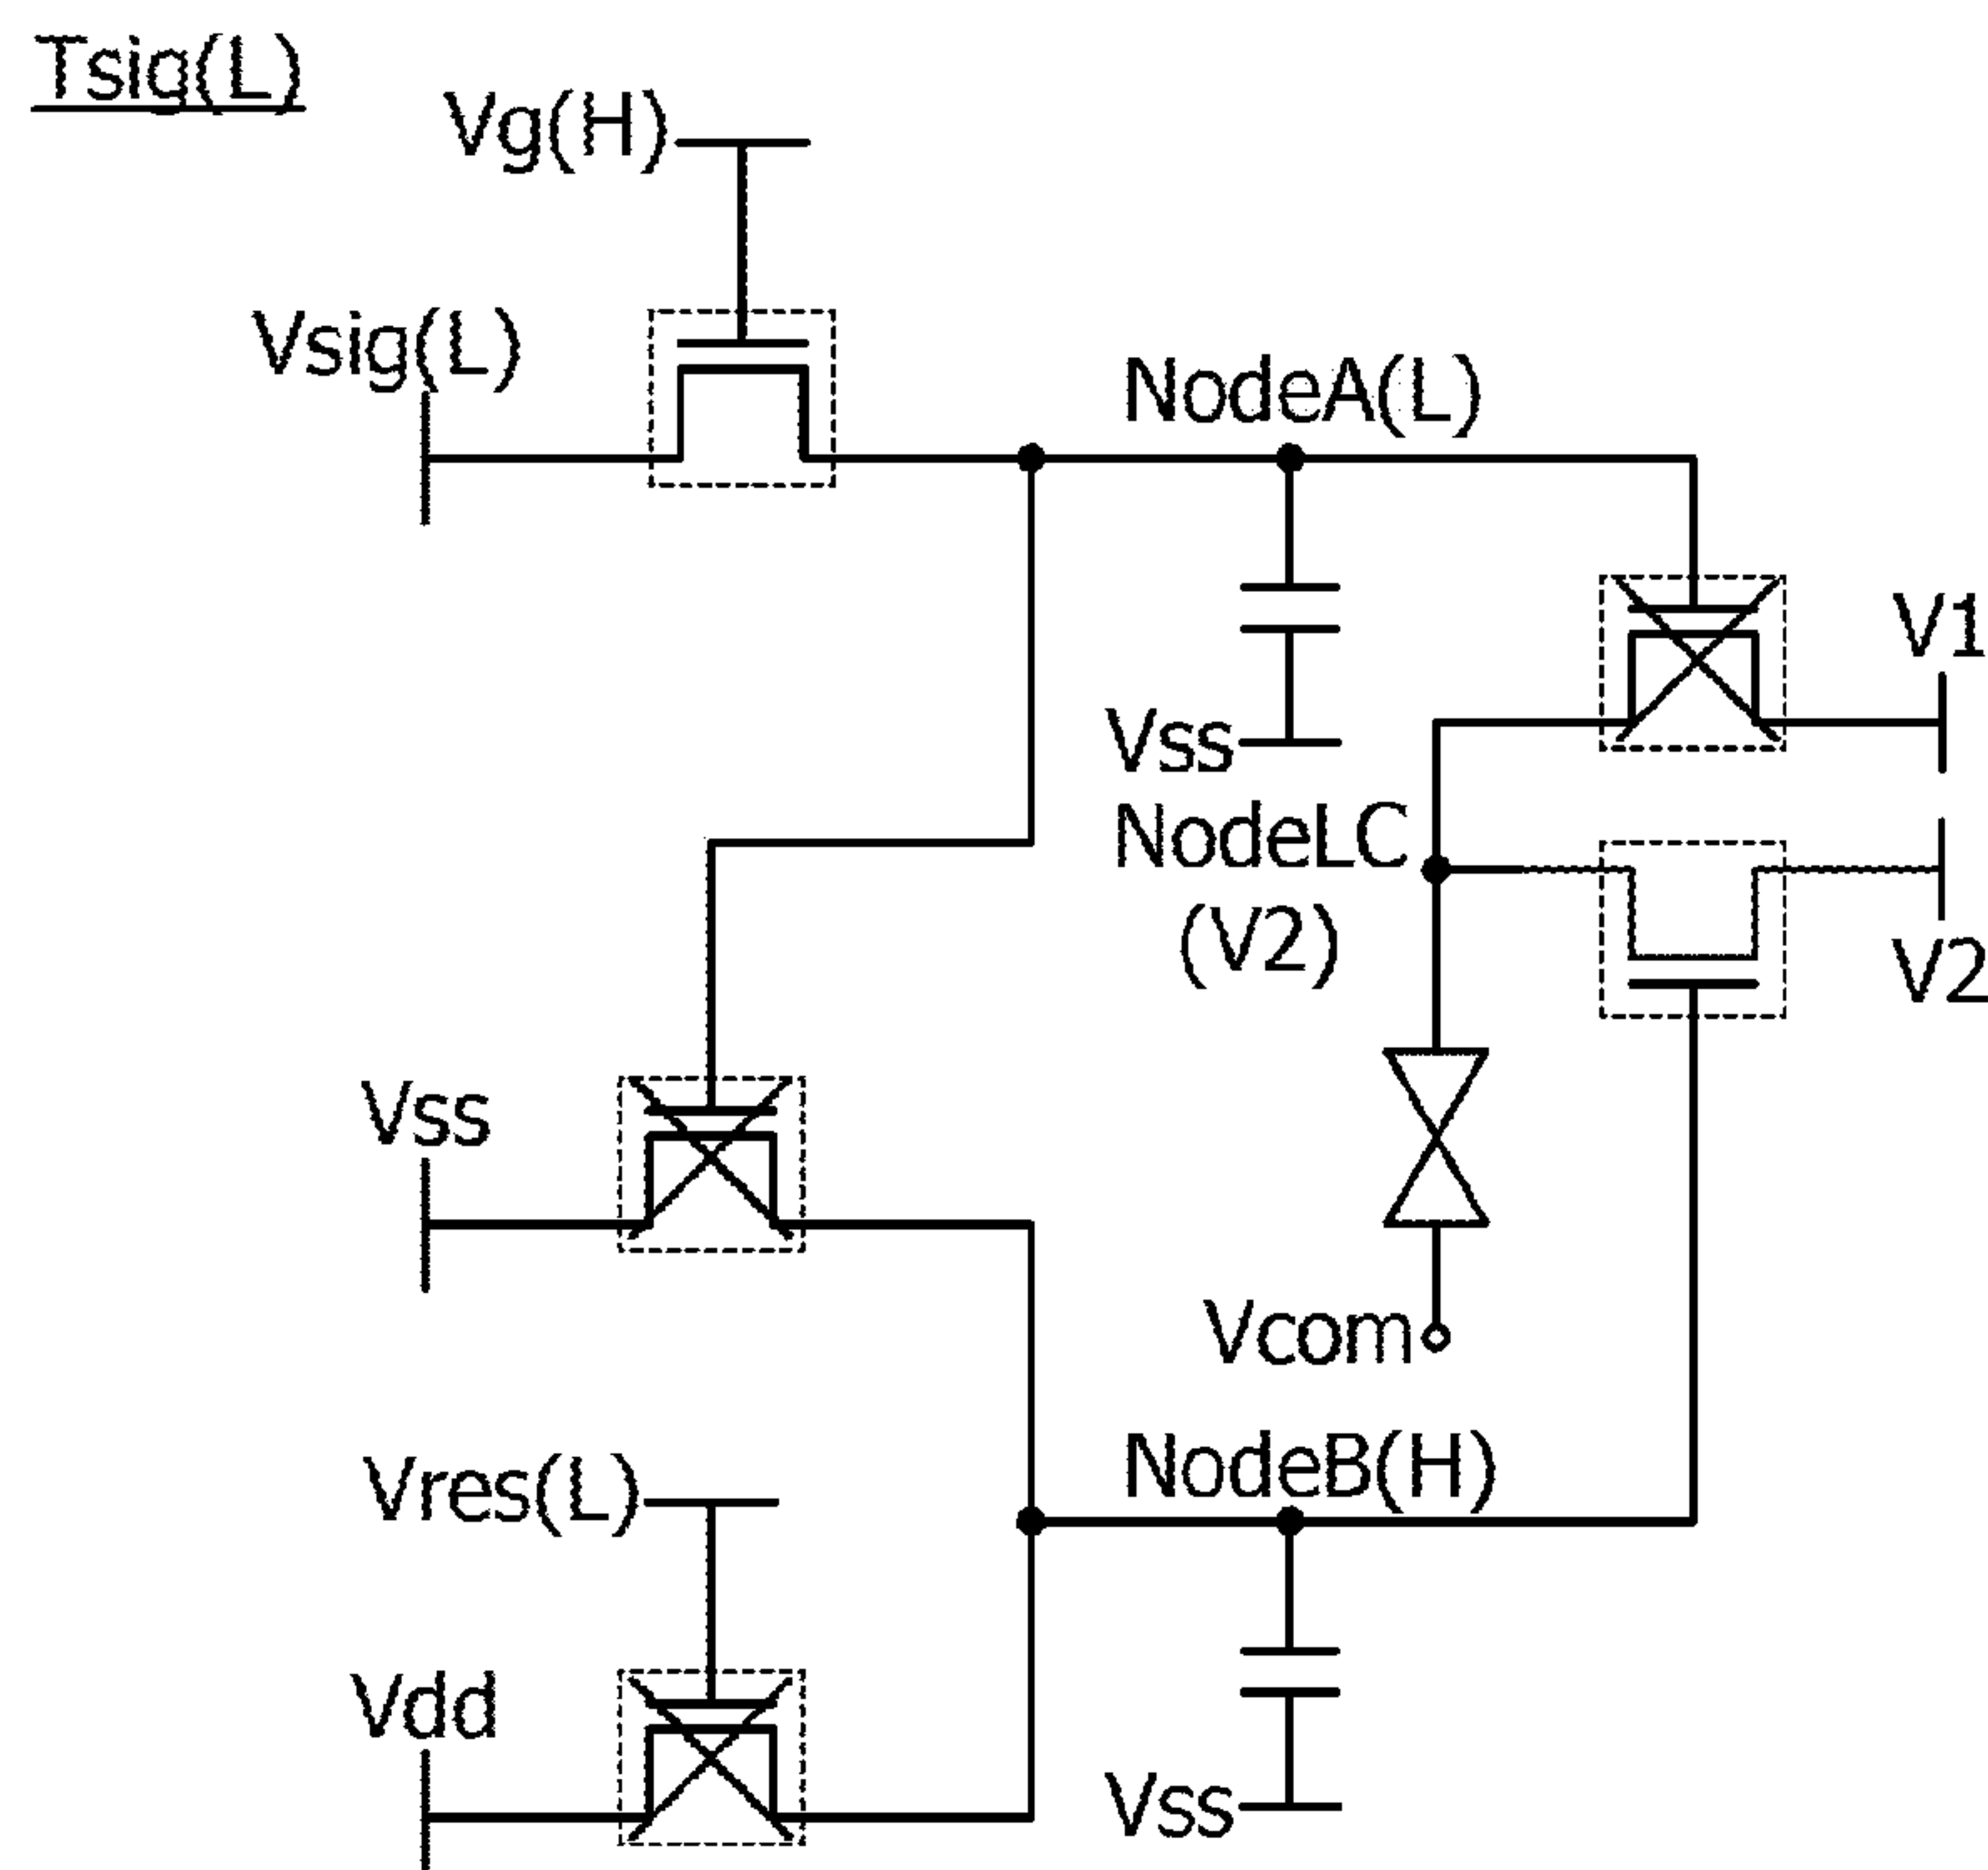 Tsig(L)
Vg(H)
Vsig(L)
NodeA(L)
V1
Vss
NodeLC
(V2)
V2
Vss
Vcom
NodeB(H)
Vres(L)
Vdd
Vss